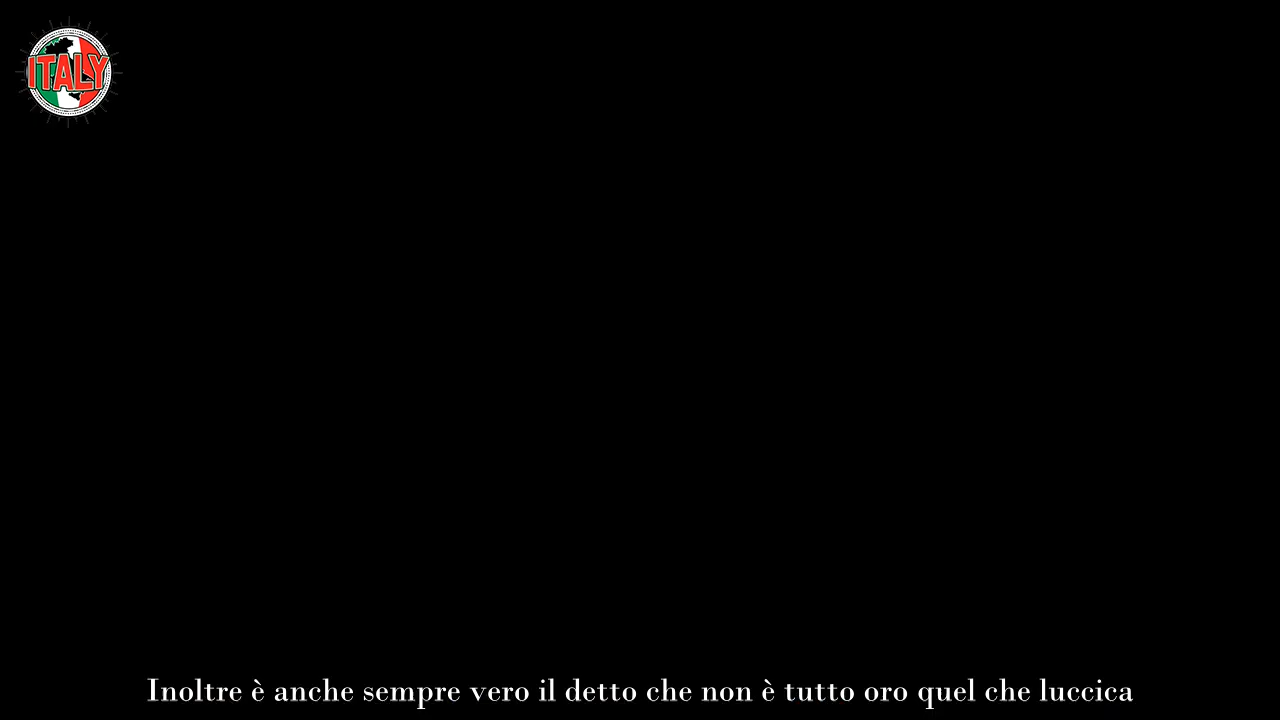 ITALY
Inoltre è anche sempre vero il detto che non è tutto oro quel che luccica